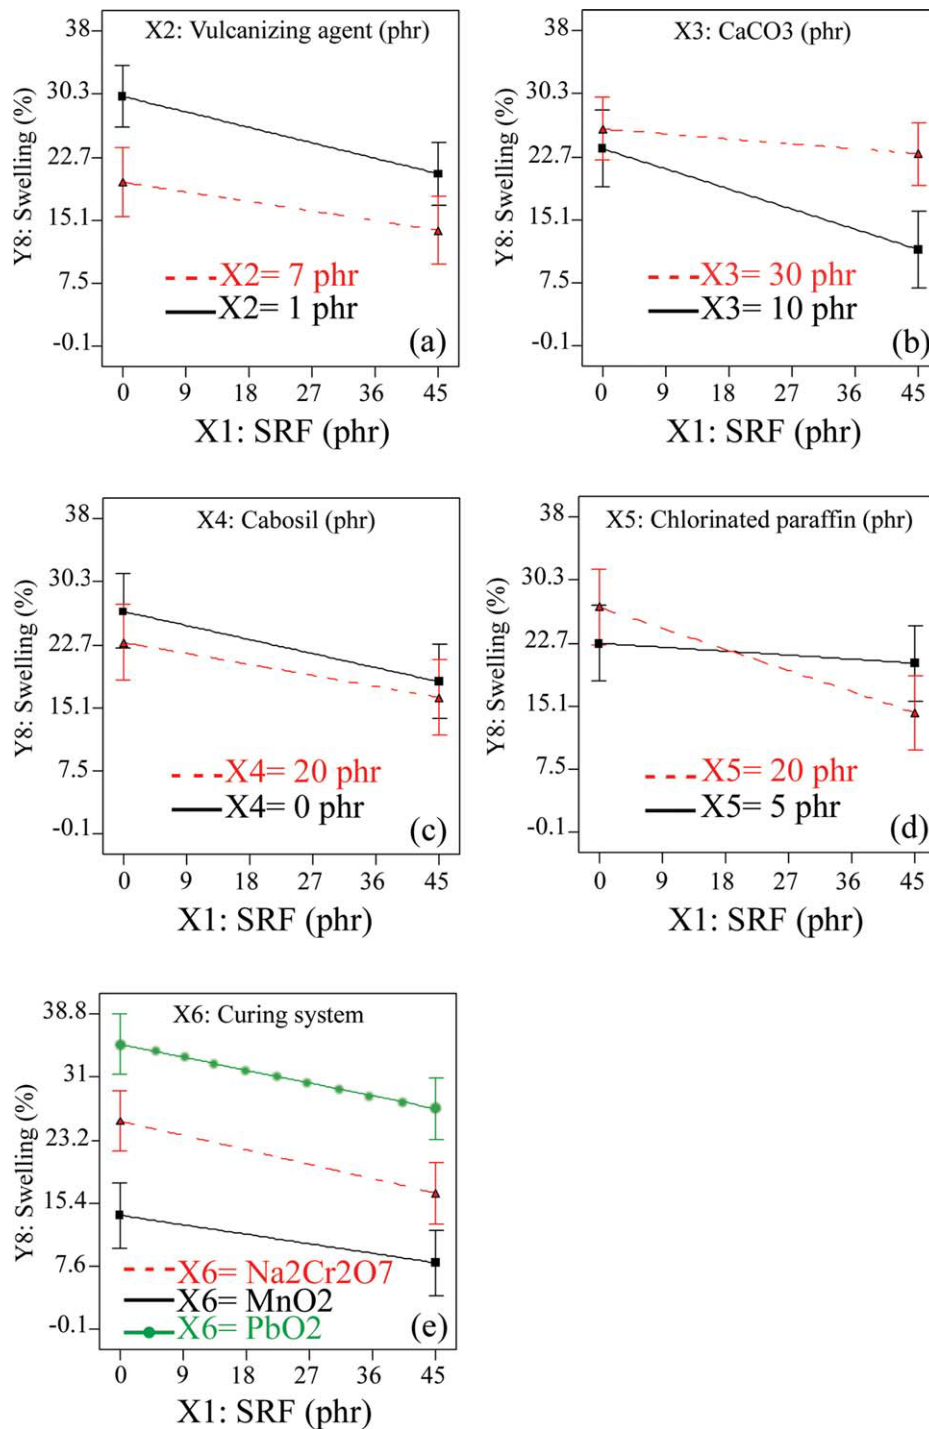 X2: Vulcanizing agent (phr)
38
30.3
22.7
15.1
7.5
-0.1
Y8: Swelling (%)
X2= 7 phr
X2= 1 phr
(a)
0 9 18 27 36 45
X1: SRF (phr)
X3: CaCO3 (phr)
38
30.3
22.7
15.1
7.5
-0.1
Y8: Swelling (%)
X3= 30 phr
X3= 10 phr
(b)
0 9 18 27 36 45
X1: SRF (phr)
X4: Cabosil (phr)
38
30.3
22.7
15.1
7.5
-0.1
Y8: Swelling (%)
X4= 20 phr
X4= 0 phr
(c)
0 9 18 27 36 45
X1: SRF (phr)
X5: Chlorinated paraffin (phr)
38
30.3
22.7
15.1
7.5
-0.1
Y8: Swelling (%)
X5= 20 phr
X5= 5 phr
(d)
0 9 18 27 36 45
X1: SRF (phr)
X6: Curing system
38.8
31
23.2
15.4
7.6
-0.1
Y8: Swelling (%)
X6= Na2Cr2O7
X6= MnO2
X6= PbO2
(e)
0 9 18 27 36 45
X1: SRF (phr)